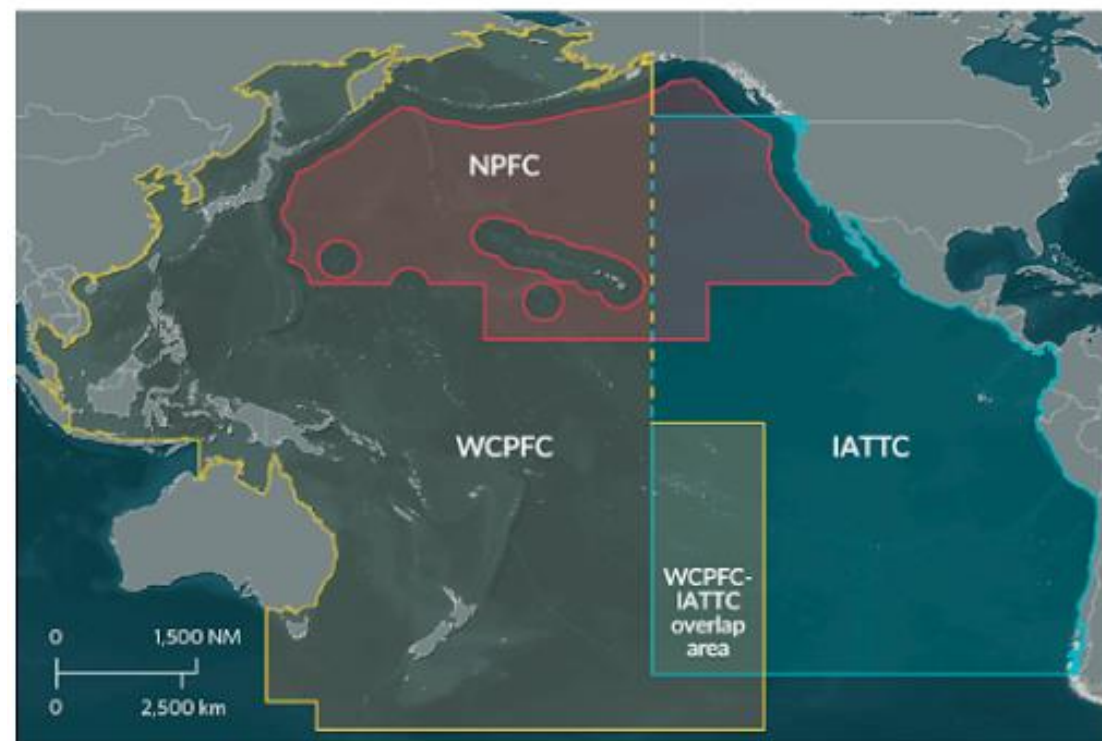 NPFC
WCPFC
IATTC
WCPFC-
IATTC
overlap
area
0 1,500 NM
0 2,500 km